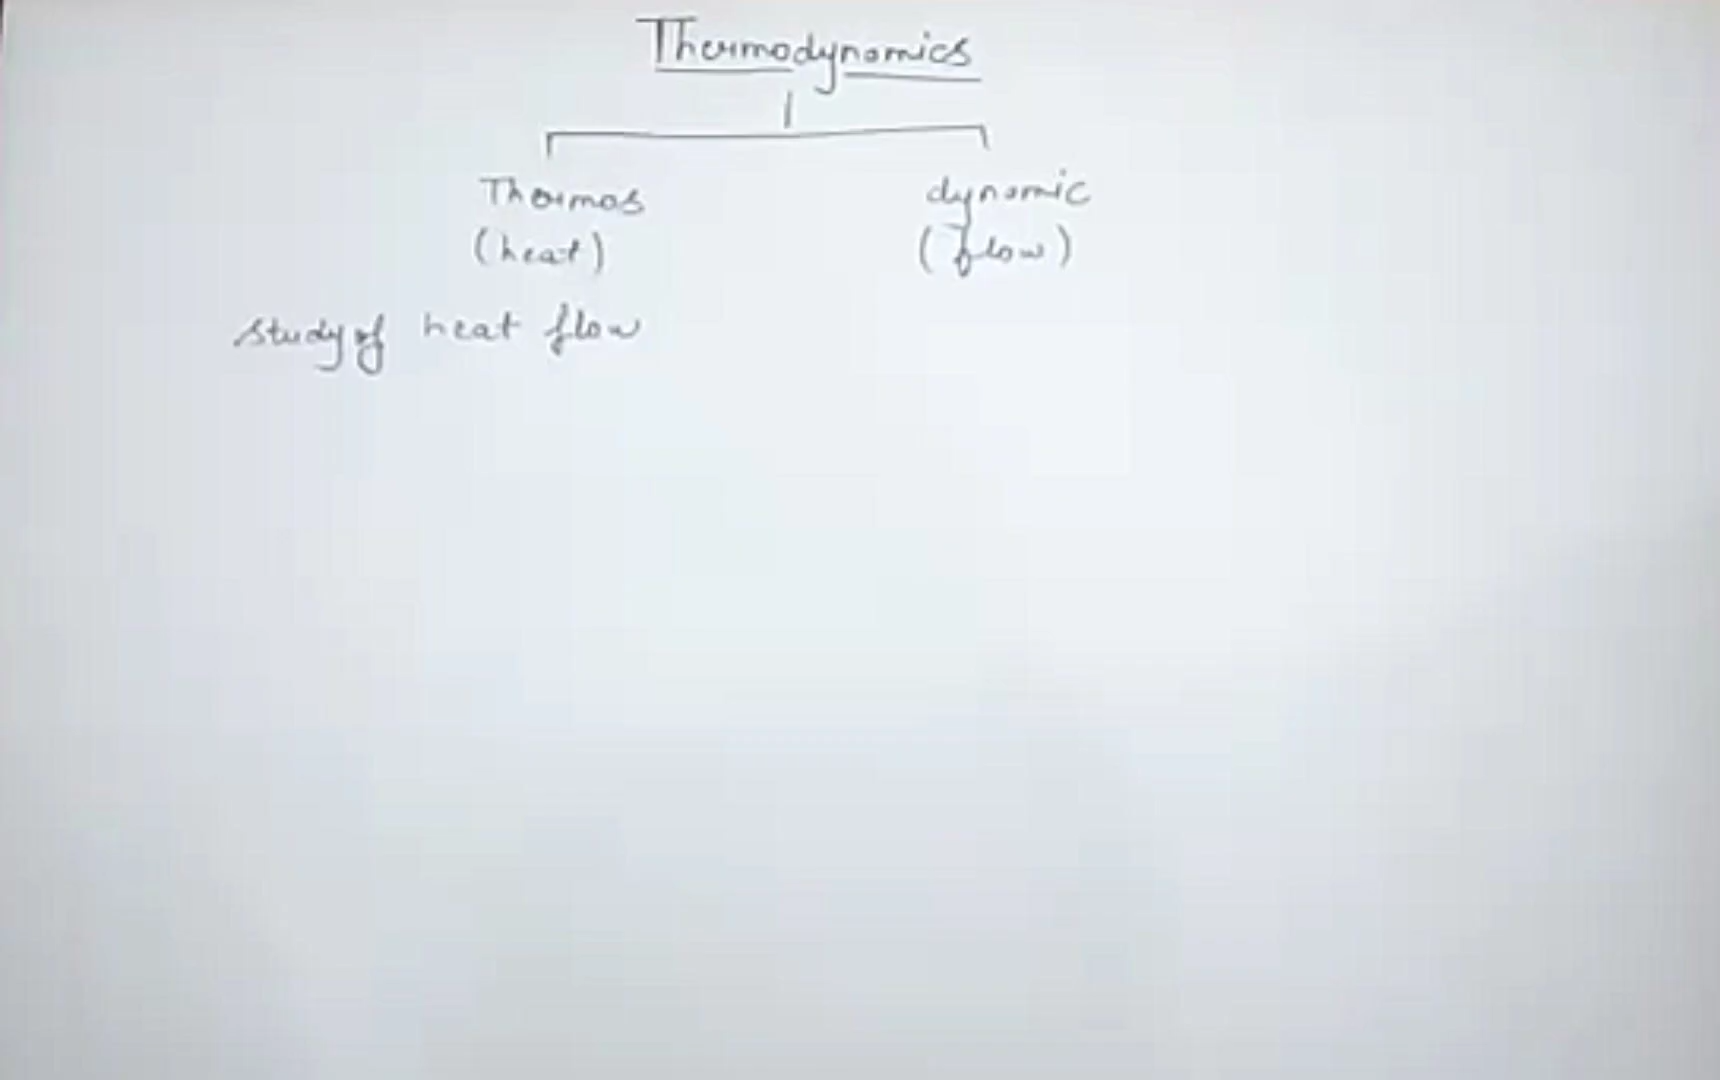 Thermodynamics
Thermos dynamic
(heat) (flow)
study of heat flow